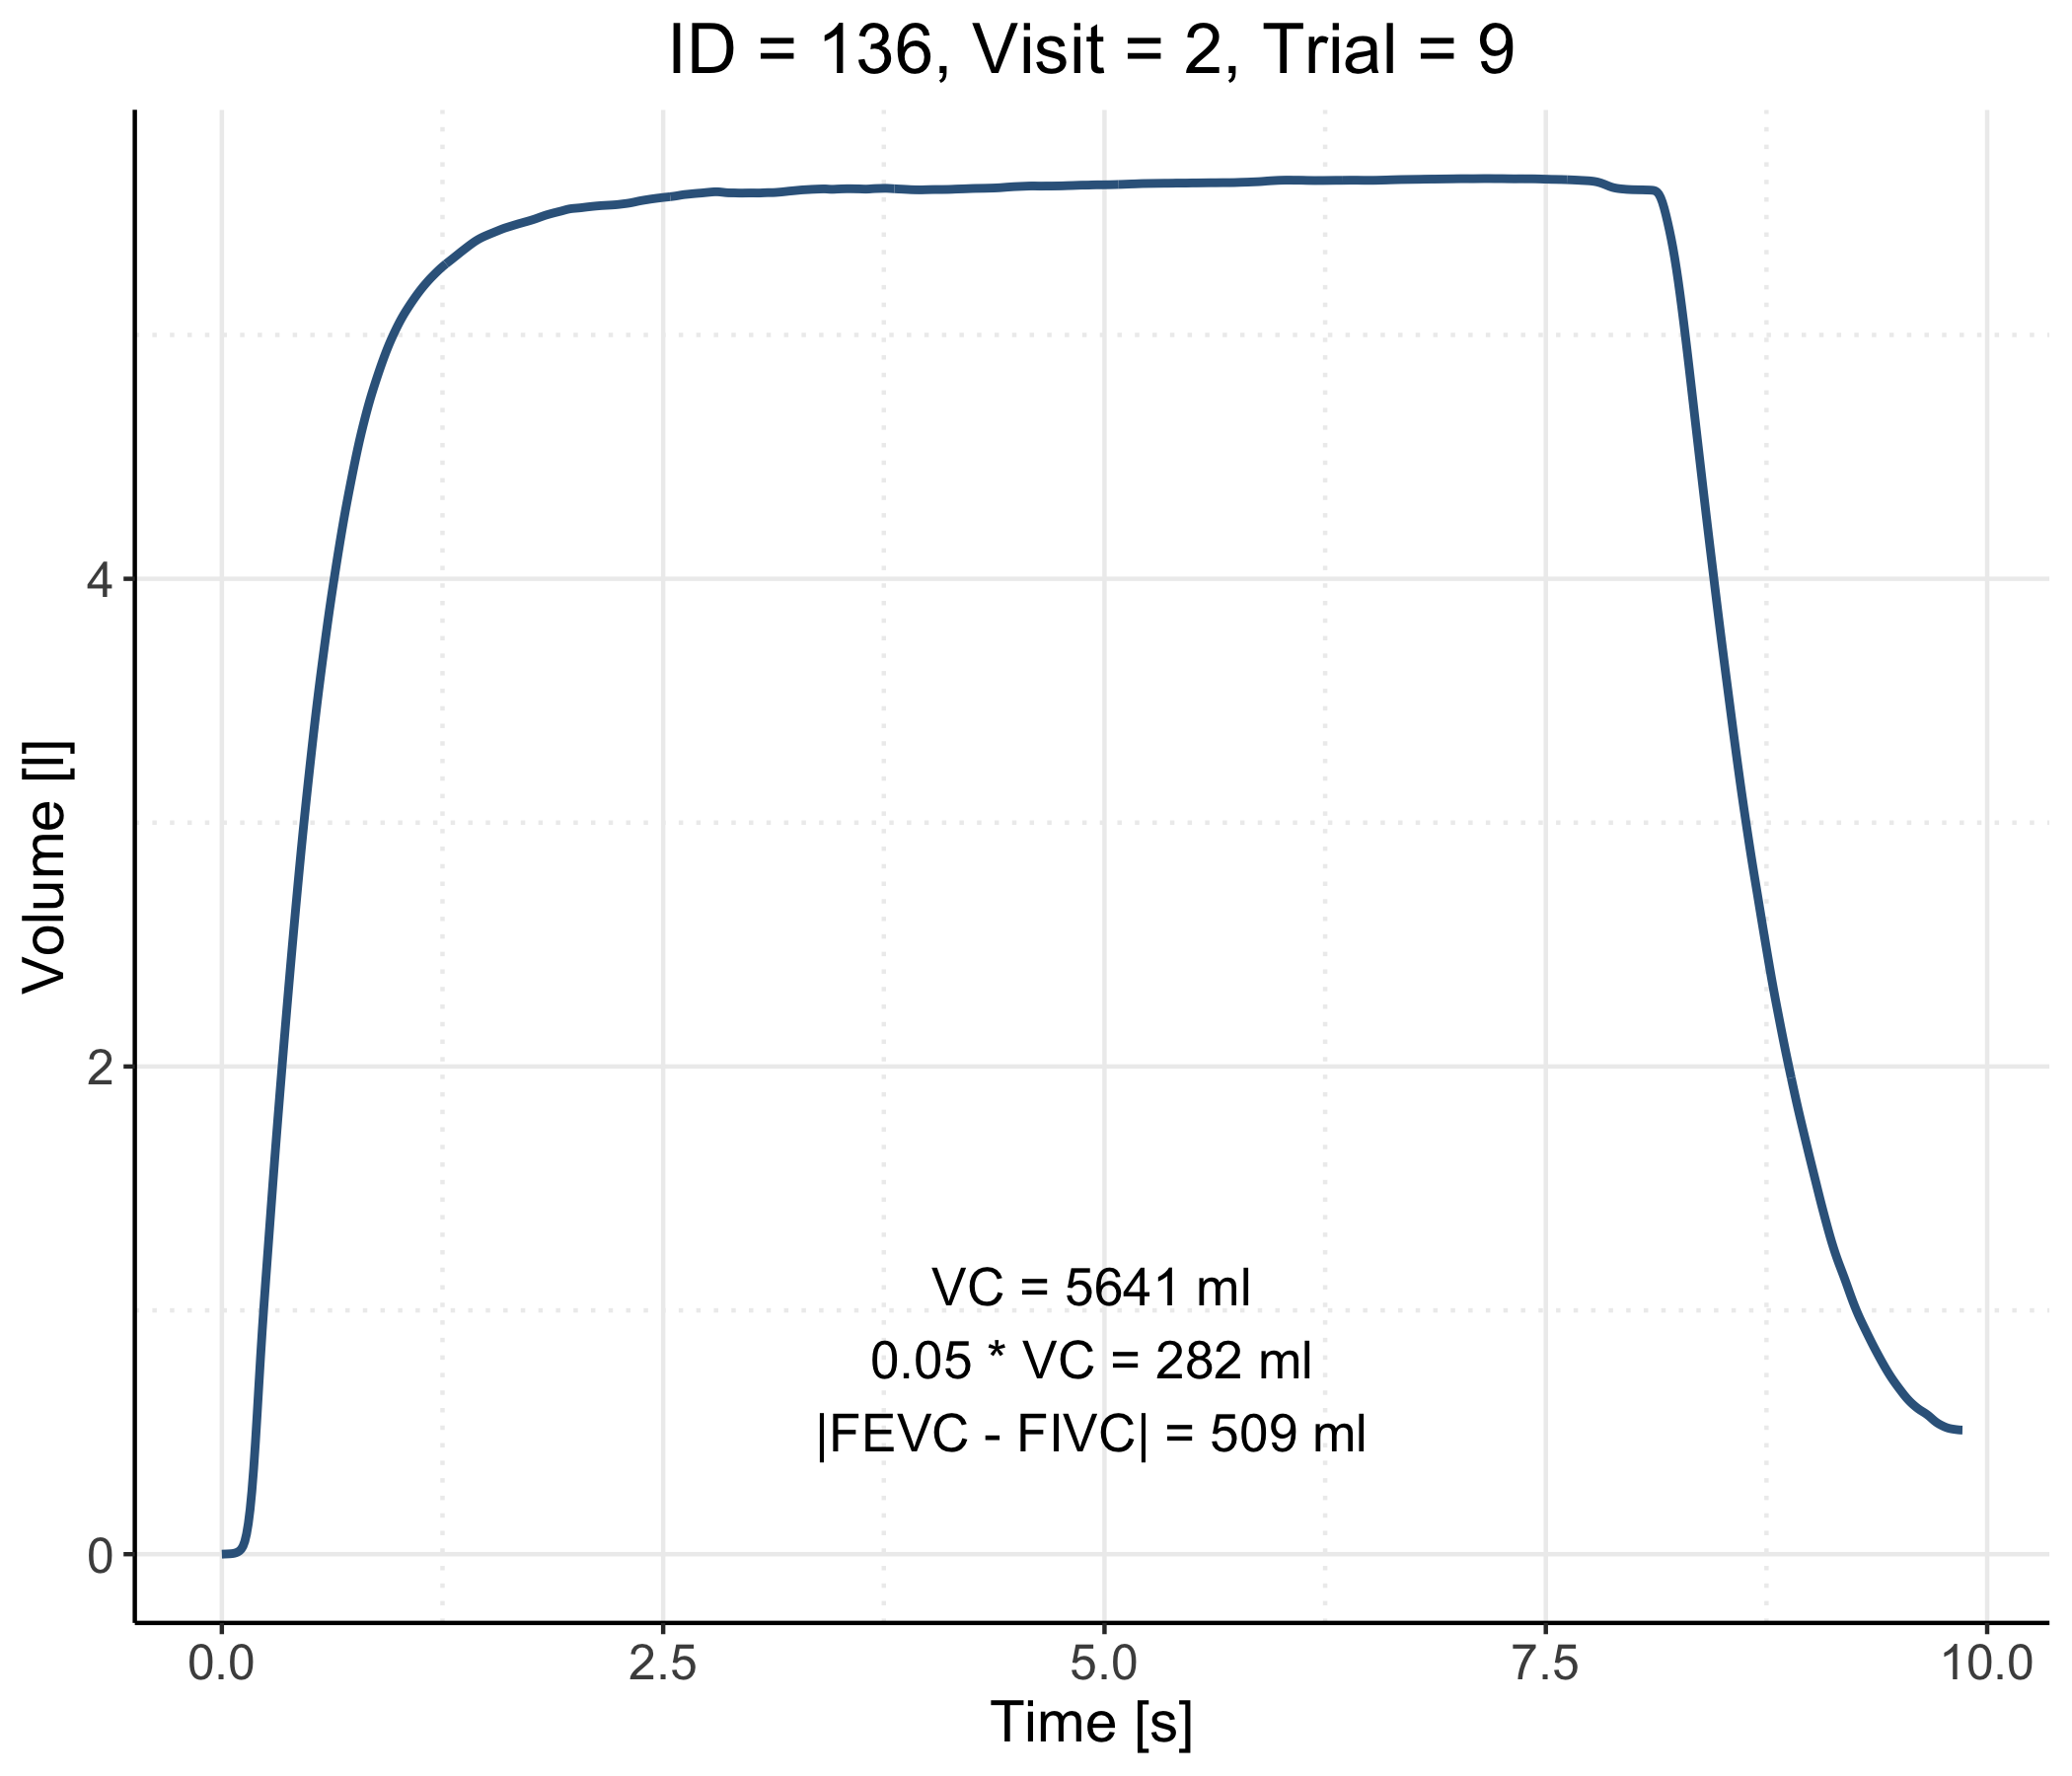 ID = 136, Visit = 2, Trial = 9
Volume [l]
4
2
0
VC = 5641 ml
0.05 * VC = 282 ml
|FEVC - FIVC| = 509 ml
0.0 2.5 5.0 7.5 10.0
Time [s]